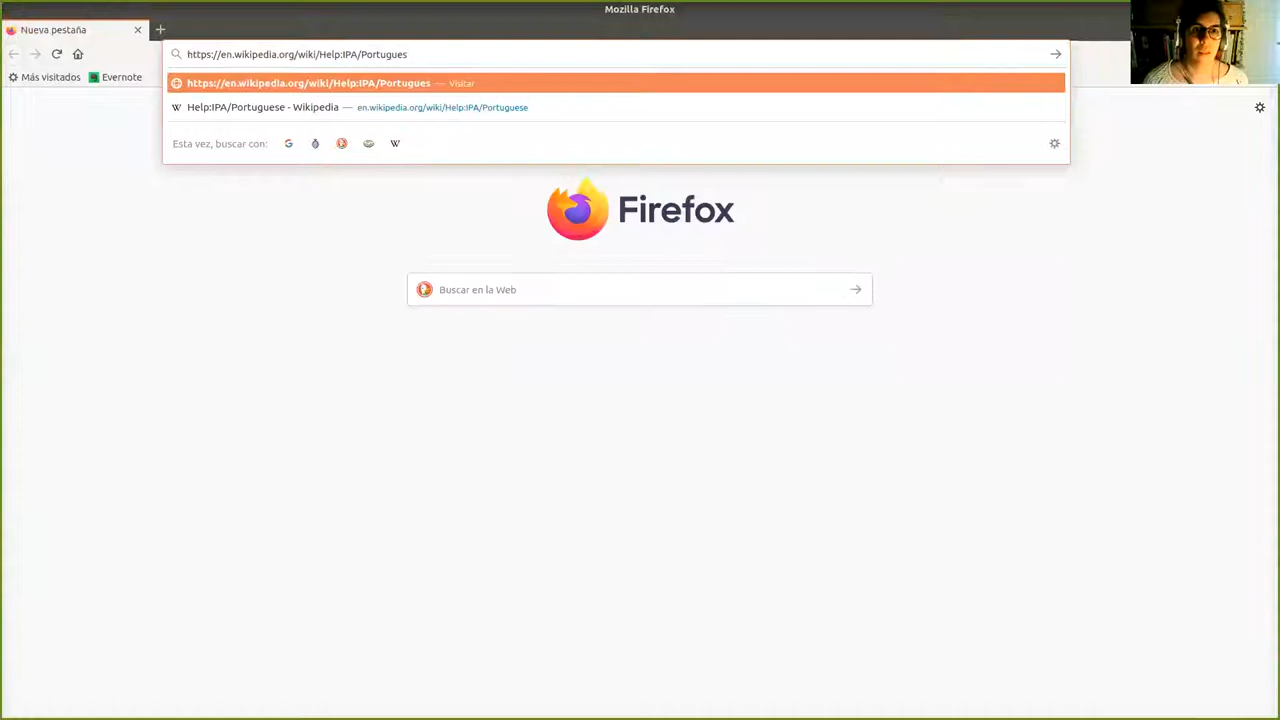 Mozilla Firefox
Nueva pestaña
https://en.wikipedia.org/wiki/Help:IPA/Portugues
Más visitados Evernote
https://en.wikipedia.org/wiki/Help:IPA/Portugues — Visitar
Help:IPA/Portuguese - Wikipedia — en.wikipedia.org/wiki/Help:IPA/Portuguese
Esta vez, buscar con:
Firefox
Buscar en la Web